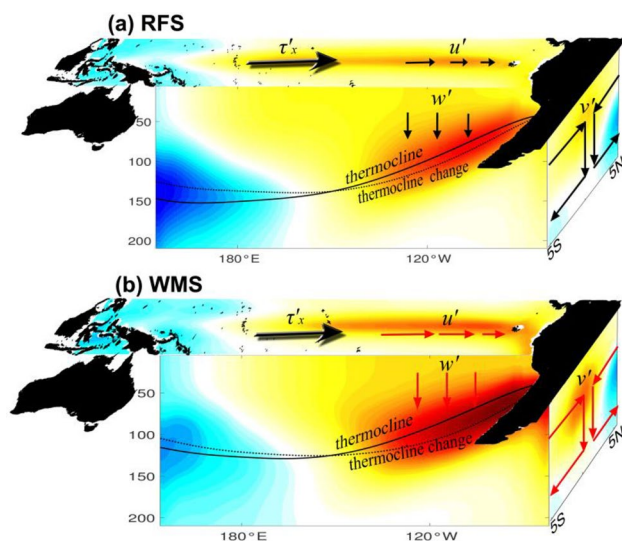 (a) RFS
τ′x
u′
w′
v′
50
100
150
200
thermocline
thermocline change
180°E
120°W
5S
5N
(b) WMS
τ′x
u′
w′
v′
50
100
150
200
thermocline
thermocline change
180°E
120°W
5S
5N